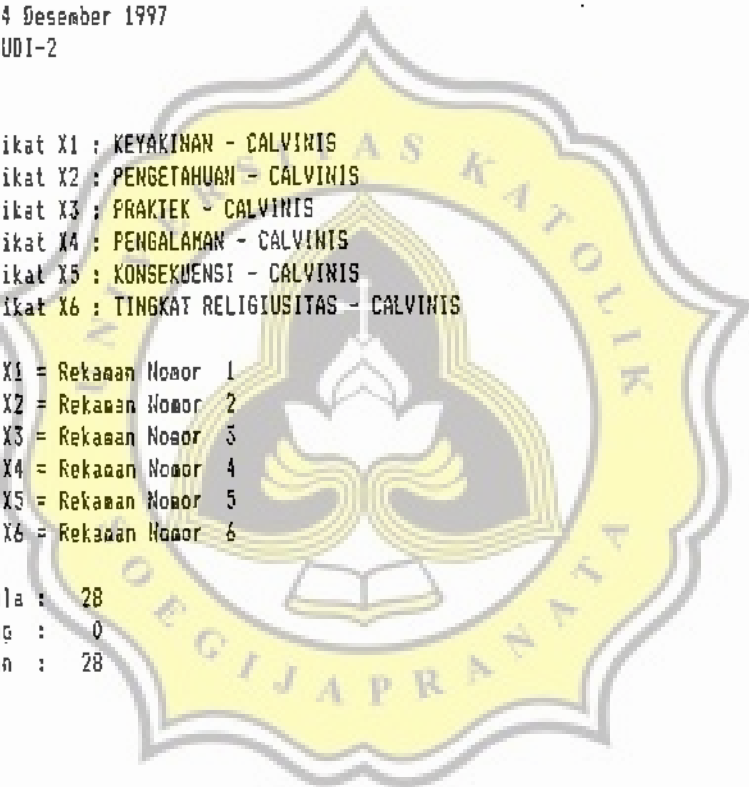 4 Desember 1997
UDI-2
ikat X1 : KEYAKINAN - CALVINIS
ikat X2 : PENGETAHUAN - CALVINIS
ikat X3 : PRAKTEK - CALVINIS
ikat X4 : PENGALAMAN - CALVINIS
ikat X5 : KONSEKUENSI - CALVINIS
ikat X6 : TINGKAT RELIGIUSITAS - CALVINIS
X1 = Rekaman Nomor 1
X2 = Rekaman Nomor 2
X3 = Rekaman Nomor 3
X4 = Rekaman Nomor 4
X5 = Rekaman Nomor 5
X6 = Rekaman Nomor 6
la : 28
G : 0
n : 28
UNIVERSITAS KATOLIK
SOEGIJAPRANATA